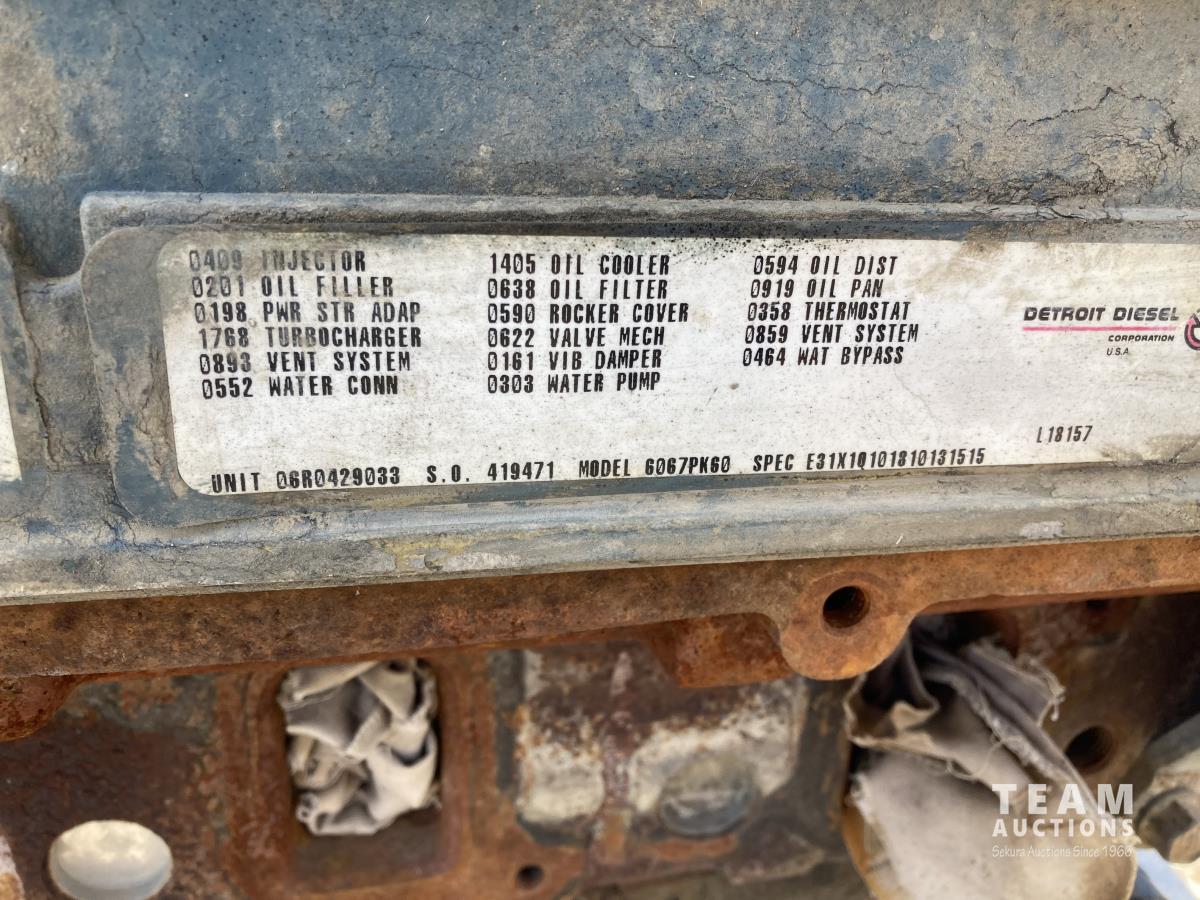 0409 INJECTOR 1405 OIL COOLER 0594 OIL DIST
0201 OIL FILLER 0638 OIL FILTER 0919 OIL PAN
0198 PWR STR ADAP 0590 ROCKER COVER 0358 THERMOSTAT
1768 TURBOCHARGER 0622 VALVE MECH 0859 VENT SYSTEM
0893 VENT SYSTEM 0161 VIB DAMPER 0464 WAT BYPASS
0552 WATER CONN 0303 WATER PUMP
DETROIT DIESEL
CORPORATION
U.S.A
L18157
UNIT 06R0429033 S.O. 419471 MODEL 6067PK60 SPEC E31X1Q101810131515
TEAM
AUCTIONS
Sekura Auctions Since 1966